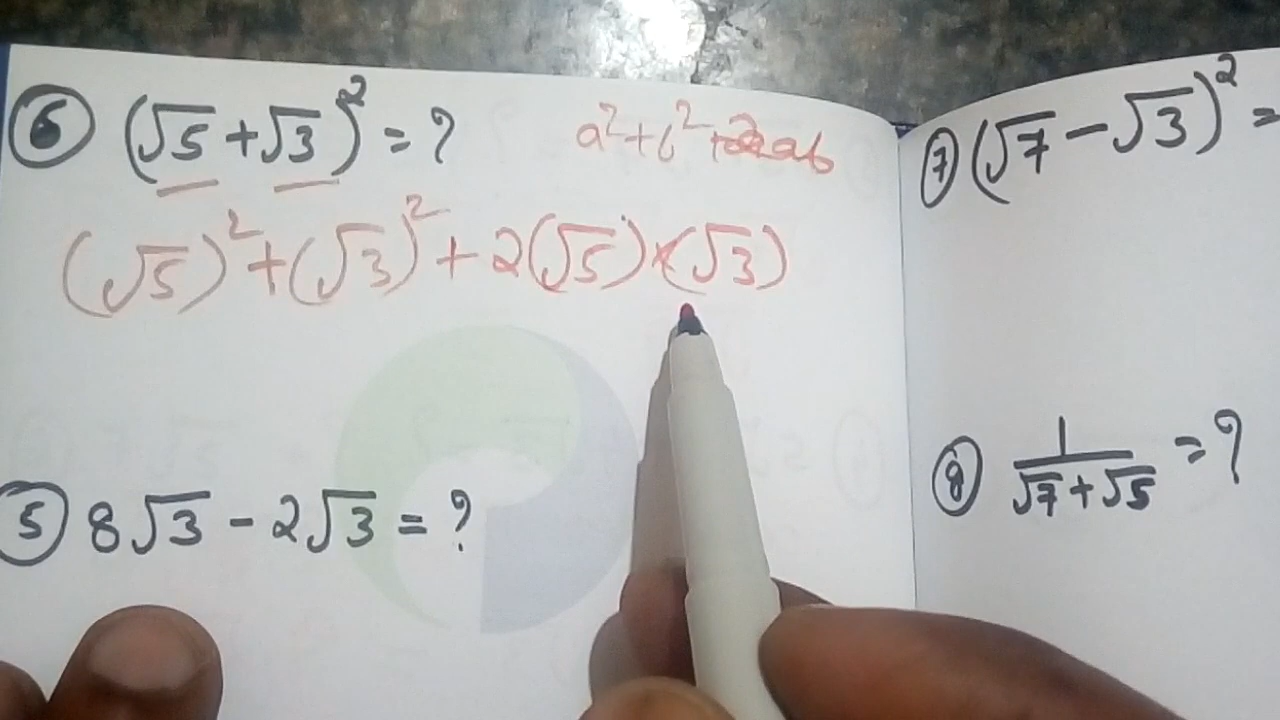 ⑥ (√5 + √3)² = ?
a² + b² + 2ab
(√5)² + (√3)² + 2(√5) × (√3)
⑤ 8√3 - 2√3 = ?
⑦ (√7 - √3)² =
⑧ 1/(√7 + √5) = ?